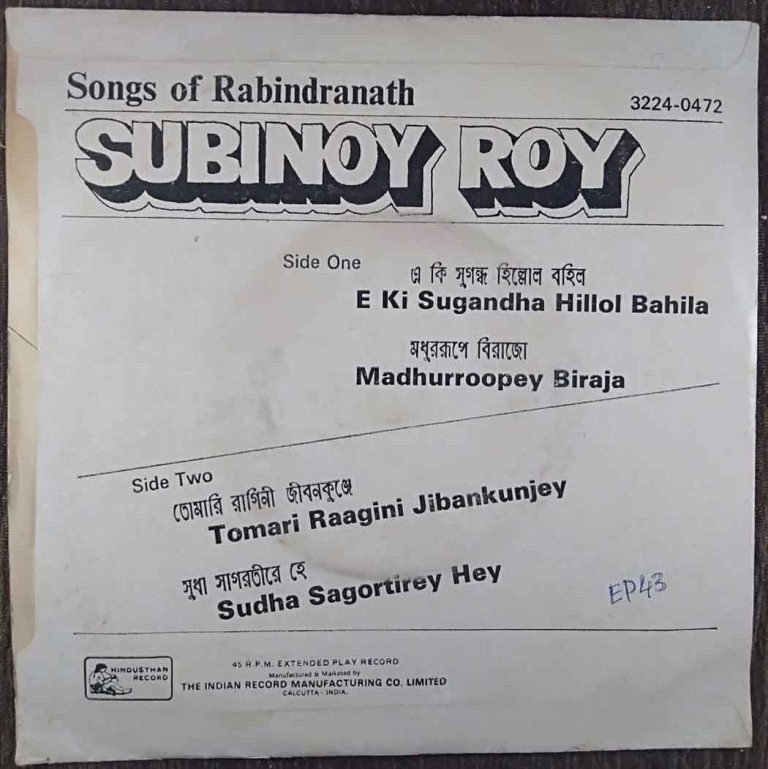 Songs of Rabindranath
3224-0472
SUBINOY ROY
Side One
এ কি সুগন্ধ হিল্লোল বহিল
E Ki Sugandha Hillol Bahila
মধুররূপে বিরাজো
Madhurroopey Biraja
Side Two
তোমারি রাগিনী জীবনকুঞ্জে
Tomari Raagini Jibankunjey
সুধা সাগরতীরে হে
Sudha Sagortirey Hey
EP43
HINDUSTHAN
RECORD
45 R.P.M. EXTENDED PLAY RECORD
Manufactured & Marketed by
THE INDIAN RECORD MANUFACTURING CO. LIMITED
CALCUTTA - INDIA.